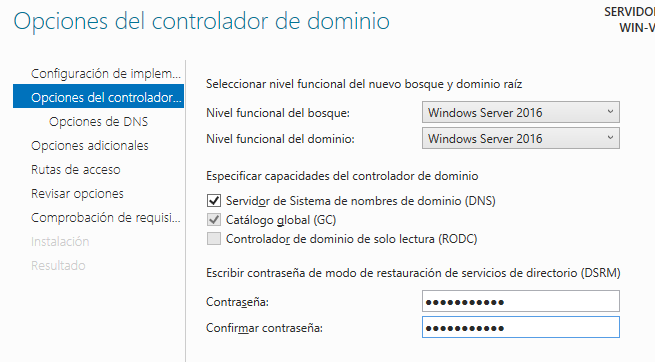 Opciones del controlador de dominio
SERVIDOR
WIN-V
Configuración de implem...
Opciones del controlador...
Opciones de DNS
Opciones adicionales
Rutas de acceso
Revisar opciones
Comprobación de requisi...
Instalación
Resultado
Seleccionar nivel funcional del nuevo bosque y dominio raíz
Nivel funcional del bosque: Windows Server 2016
Nivel funcional del dominio: Windows Server 2016
Especificar capacidades del controlador de dominio
Servidor de Sistema de nombres de dominio (DNS)
Catálogo global (GC)
Controlador de dominio de solo lectura (RODC)
Escribir contraseña de modo de restauración de servicios de directorio (DSRM)
Contraseña: ●●●●●●●●●●●
Confirmar contraseña: ●●●●●●●●●●●